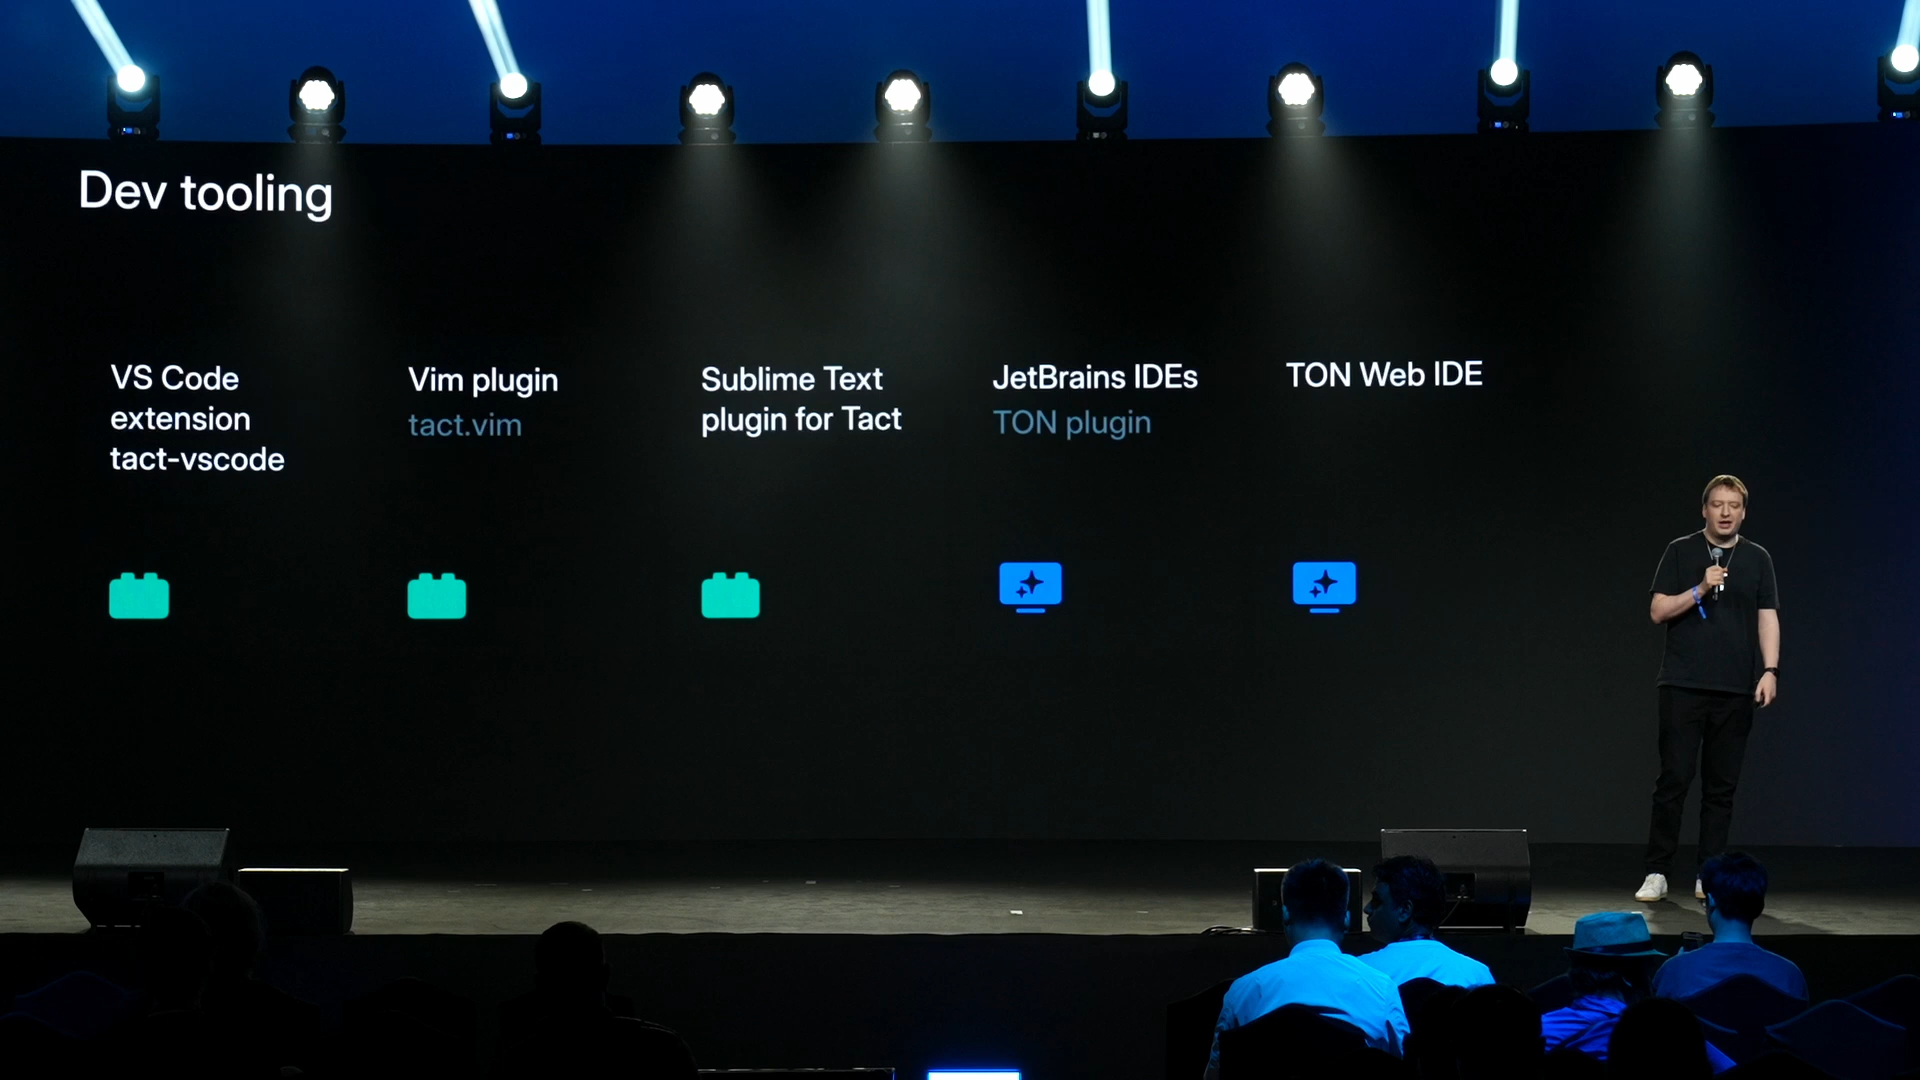 Dev tooling
VS Code
extension
tact-vscode
Vim plugin
tact.vim
Sublime Text
plugin for Tact
JetBrains IDEs
TON plugin
TON Web IDE